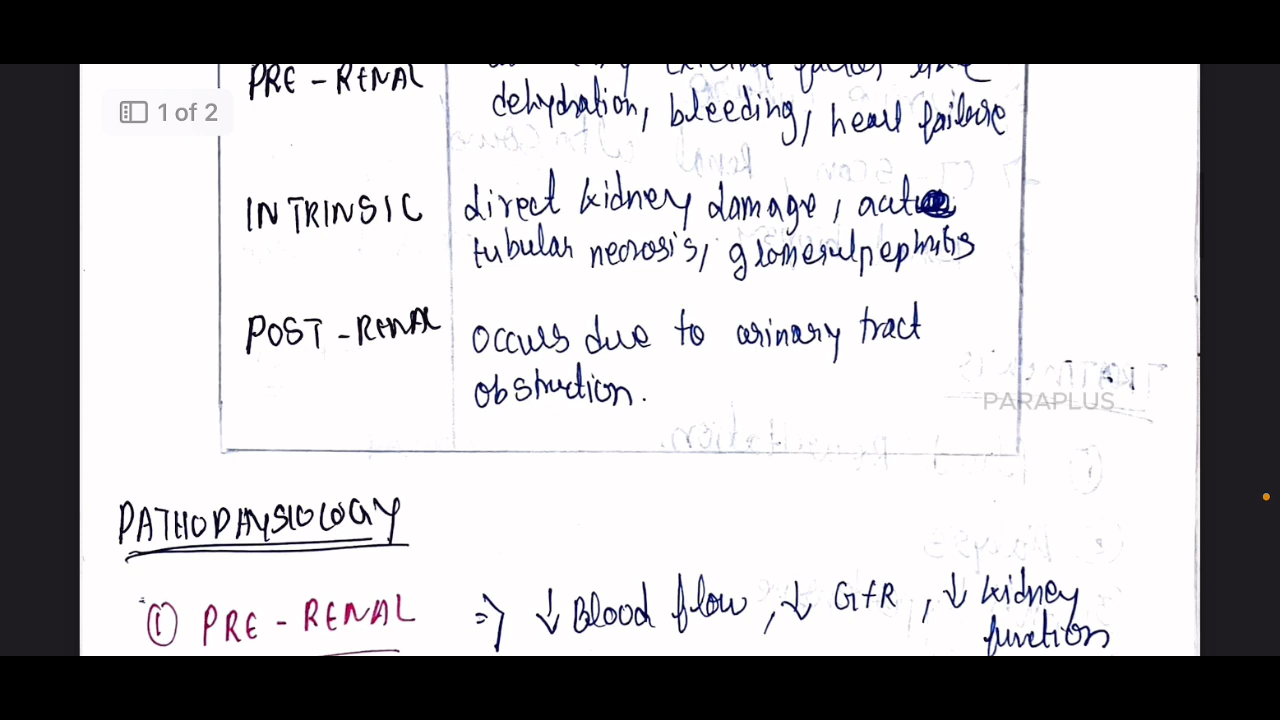 PRE - RENAL
dehydration, bleeding, heart failure
1 of 2
INTRINSIC direct kidney damage, acute
tubular necrosis, glomerulpephritis
POST - RENAL occurs due to urinary tract
obstruction.
PARAPLUS
PATHOPHYSIOLOGY
① PRE - RENAL => ↓ Blood flow, ↓ GFR, ↓ kidney
function